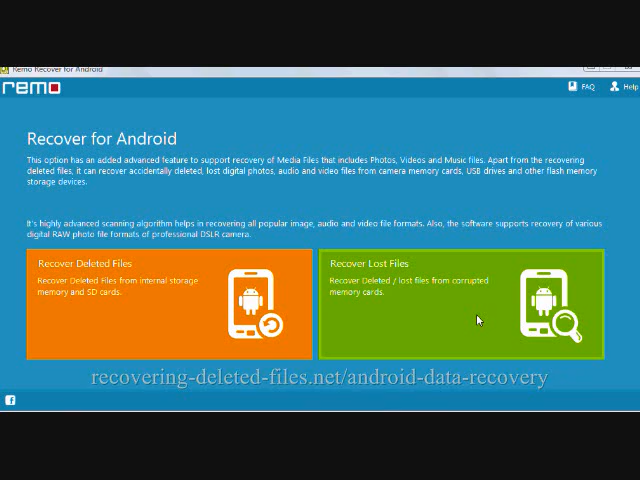 Remo Recover for Android
remo
FAQ
Help
Recover for Android
This option has an added advanced feature to support recovery of Media Files that includes Photos, Videos and Music files. Apart from the recovering
deleted files, it can recover accidentally deleted, lost digital photos, audio and video files from camera memory cards, USB drives and other flash memory
storage devices.
It's highly advanced scanning algorithm helps in recovering all popular image, audio and video file formats. Also, the software supports recovery of various
digital RAW photo file formats of professional DSLR camera.
Recover Deleted Files
Recover Deleted Files from internal storage
memory and SD cards.
Recover Lost Files
Recover Deleted / lost files from corrupted
memory cards.
recovering-deleted-files.net/android-data-recovery
f